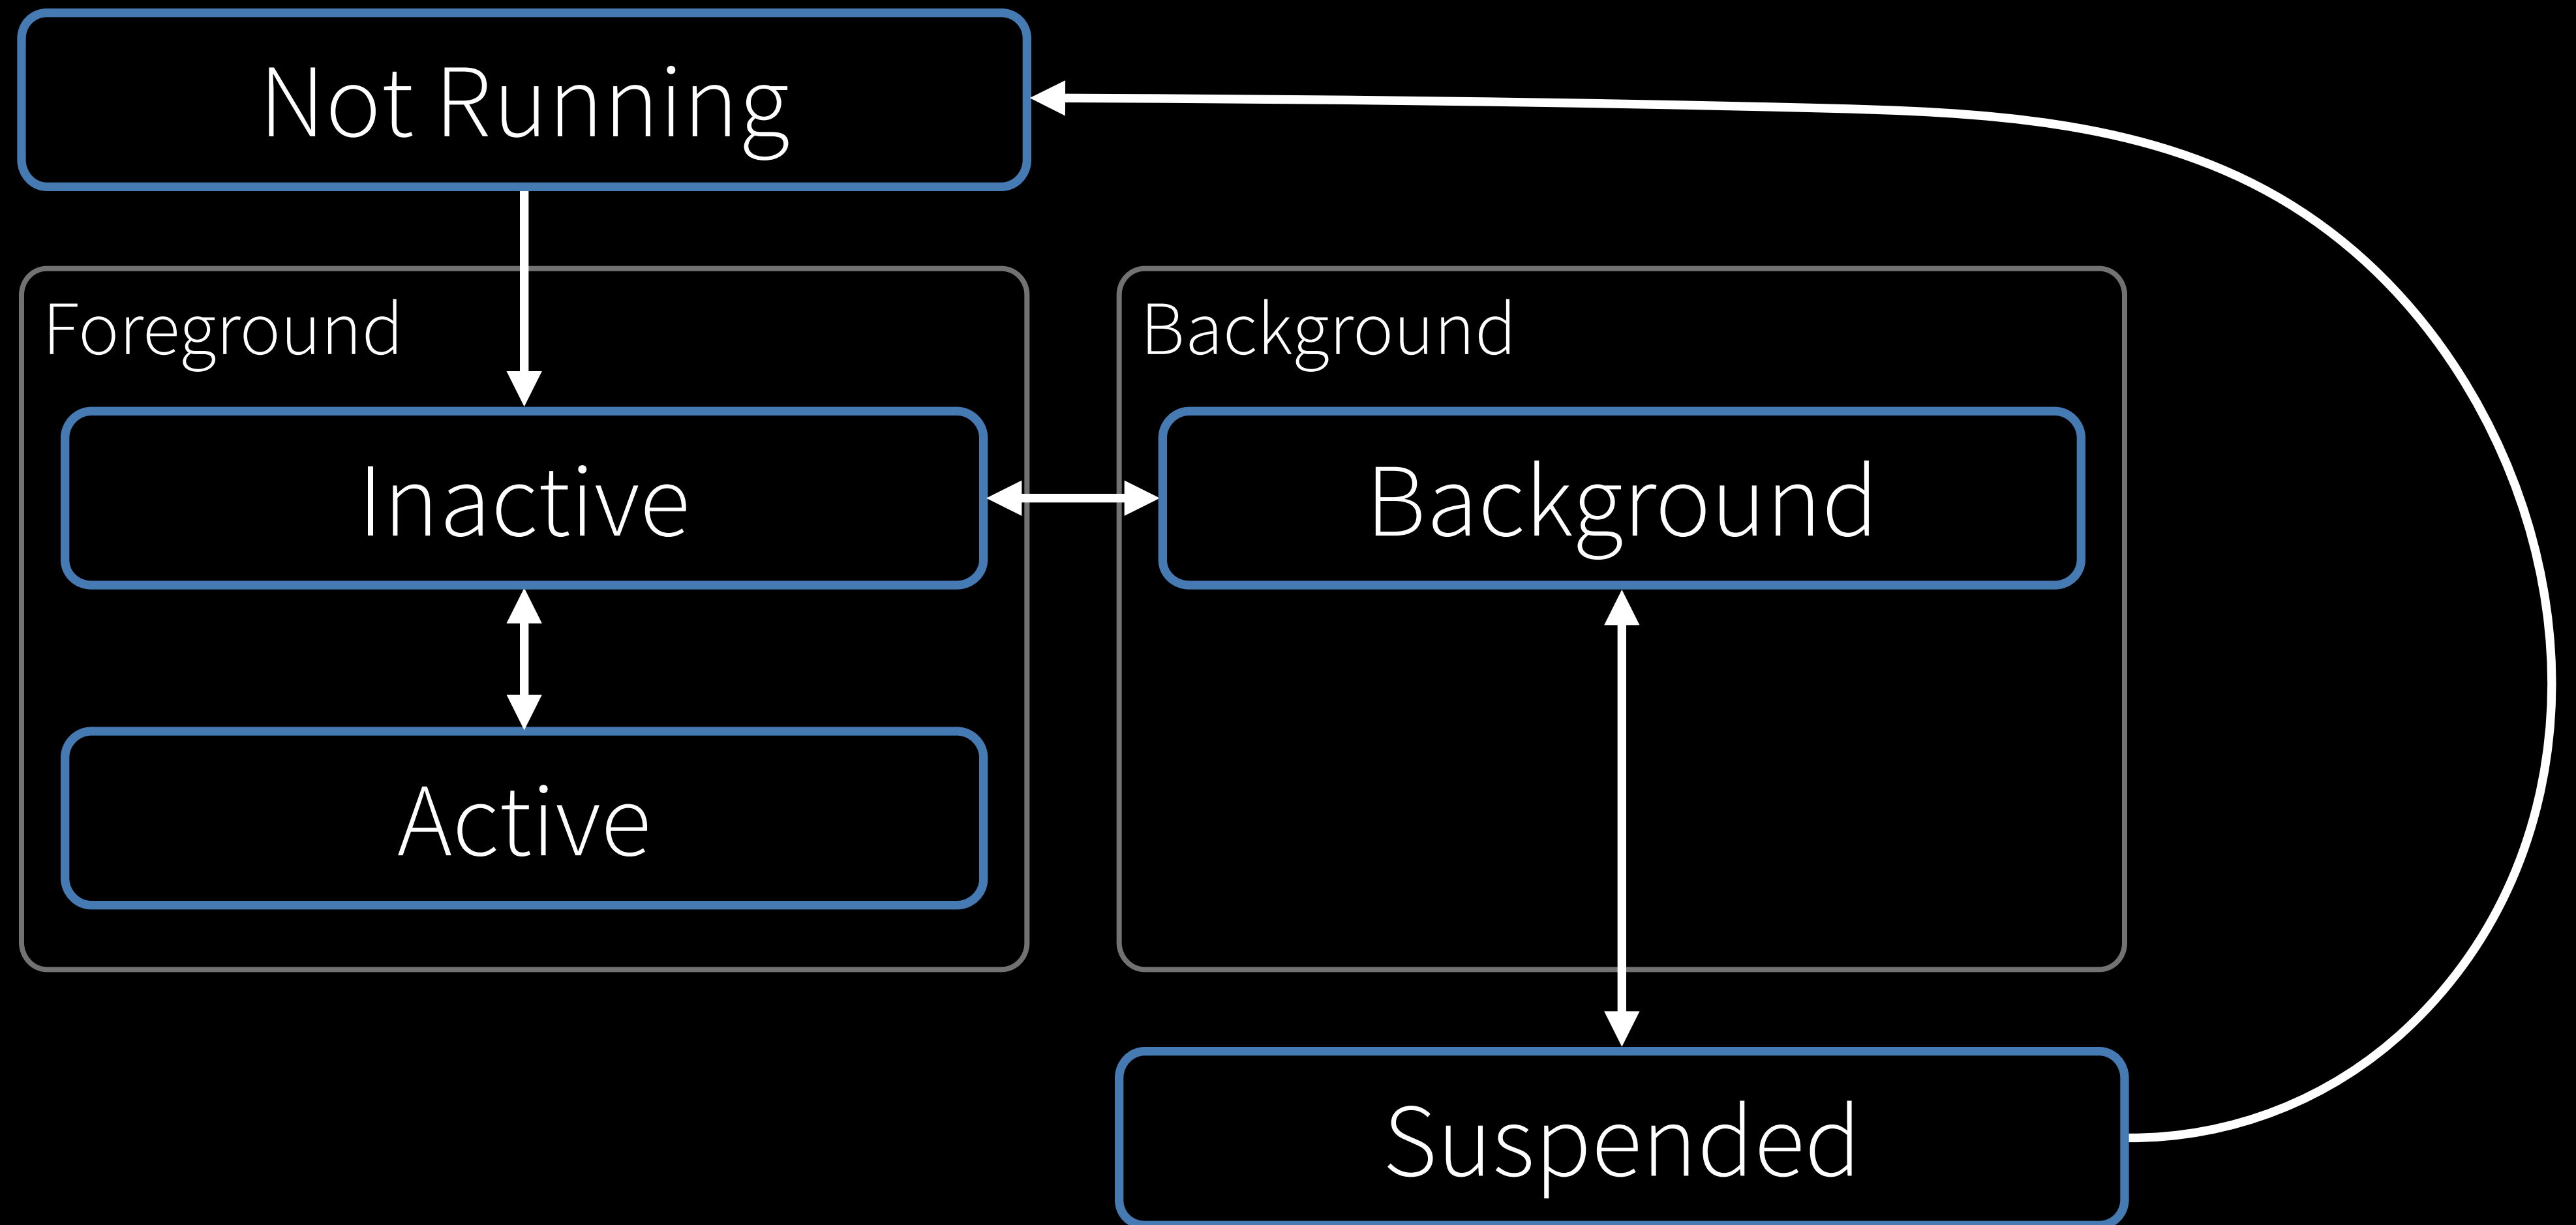 Not Running
Foreground
Background
Inactive
Background
Active
Suspended